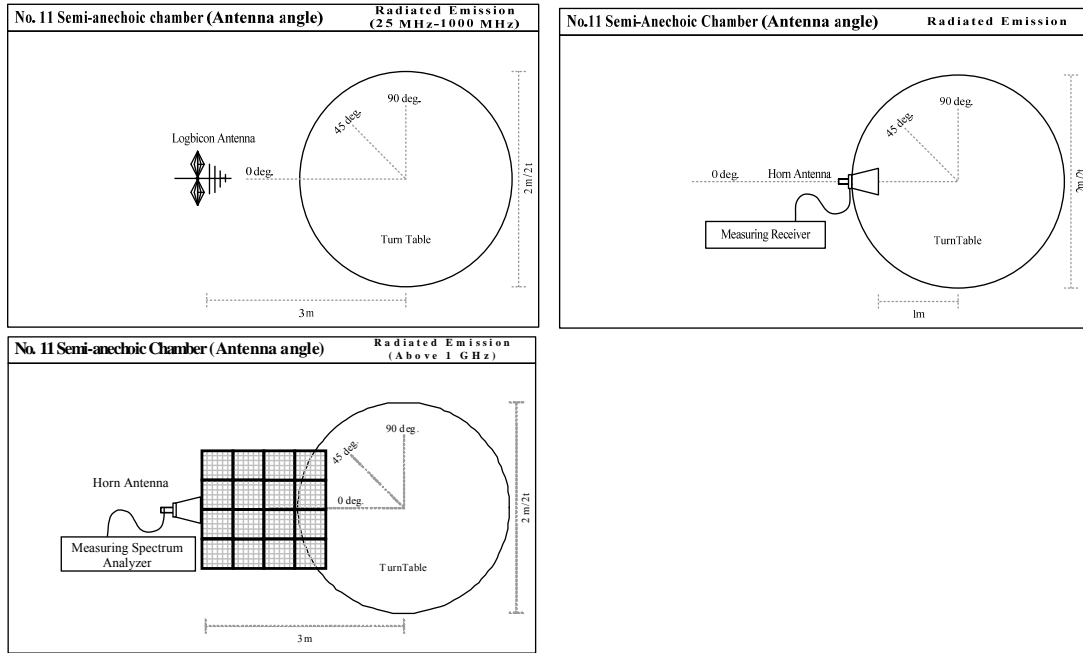 No. 11 Semi-anechoic chamber (Antenna angle)
Radiated Emission
(25 MHz-1000 MHz)
90 deg.
45 deg.
Logbicon Antenna
0 deg.
2 m/2 t
Turn Table
3 m
No.11 Semi-Anechoic Chamber (Antenna angle)
Radiated Emission
90 deg.
45 deg.
0 deg.
Horn Antenna
2m/2t
Measuring Receiver
TurnTable
1m
No. 11 Semi-anechoic Chamber (Antenna angle)
Radiated Emission
(Above 1 GHz)
90 deg.
45 deg.
Horn Antenna
0 deg.
2 m/2 t
Measuring Spectrum
Analyzer
TurnTable
3 m